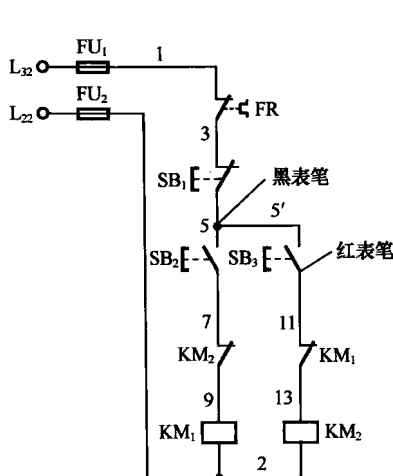 FU₁
L₃₂ 1
FU₂
L₂₂
FR
3
SB₁ 黑表笔
5 5′
SB₂ SB₃ 红表笔
7 11
KM₂ KM₁
9 13
KM₁ KM₂
2